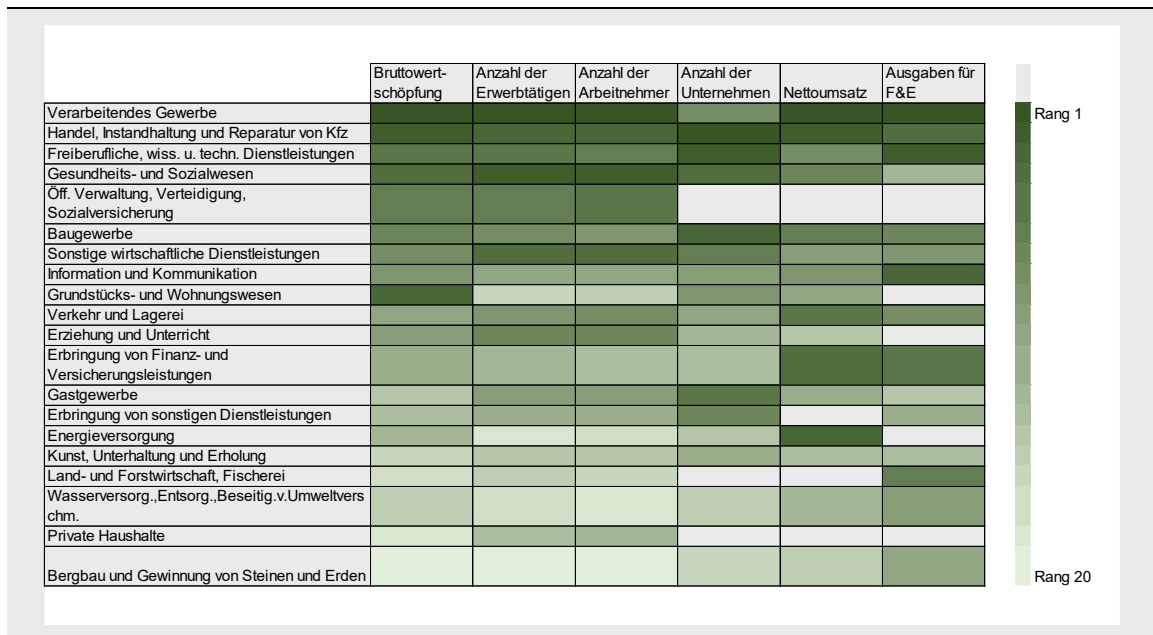 Bruttowert-
schöpfung
Anzahl der
Erwerbtätigen
Anzahl der
Arbeitnehmer
Anzahl der
Unternehmen
Nettoumsatz
Ausgaben für
F&E
Verarbeitendes Gewerbe
Rang 1
Handel, Instandhaltung und Reparatur von Kfz
Freiberufliche, wiss. u. techn. Dienstleistungen
Gesundheits- und Sozialwesen
Öff. Verwaltung, Verteidigung,
Sozialversicherung
Baugewerbe
Sonstige wirtschaftliche Dienstleistungen
Information und Kommunikation
Grundstücks- und Wohnungswesen
Verkehr und Lagerei
Erziehung und Unterricht
Erbringung von Finanz- und
Versicherungsleistungen
Gastgewerbe
Erbringung von sonstigen Dienstleistungen
Energieversorgung
Kunst, Unterhaltung und Erholung
Land- und Forstwirtschaft, Fischerei
Wasserversorg.,Entsorg.,Beseitig.v.Umweltvers
chm.
Private Haushalte
Bergbau und Gewinnung von Steinen und Erden
Rang 20